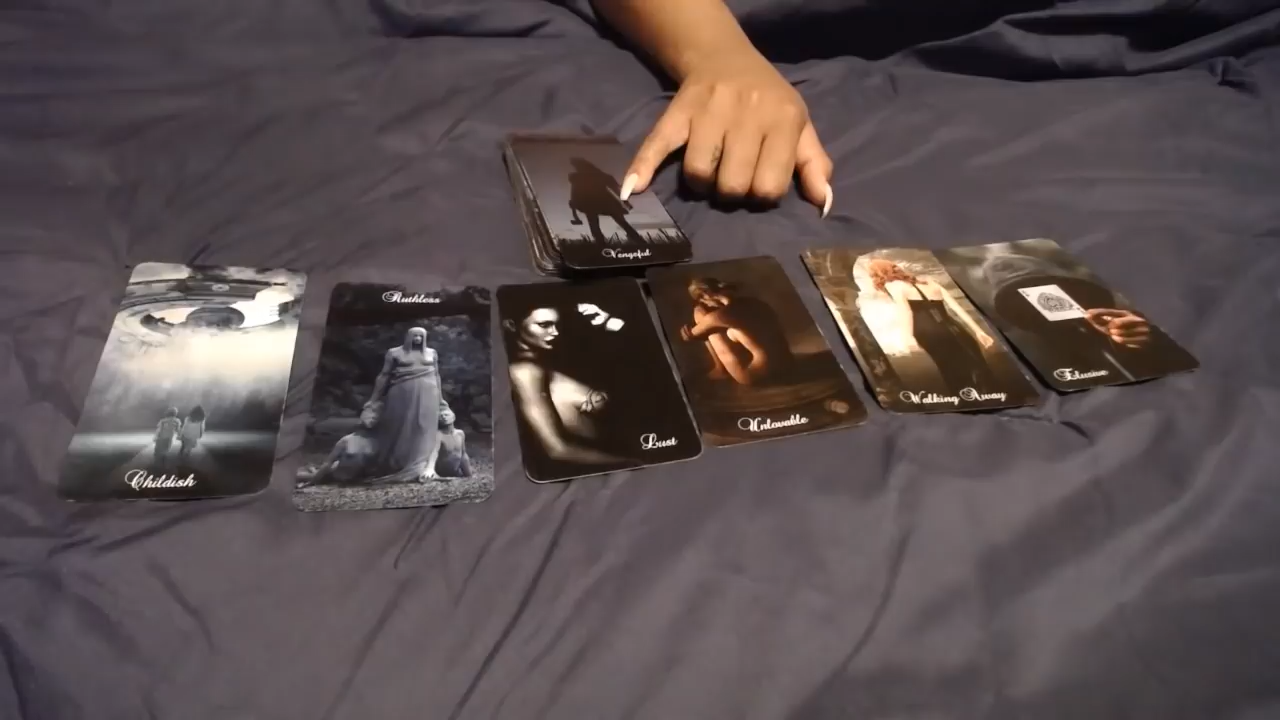 Vengeful
Childish
Ruthless
Lust
Unlovable
Walking Away
Elusive